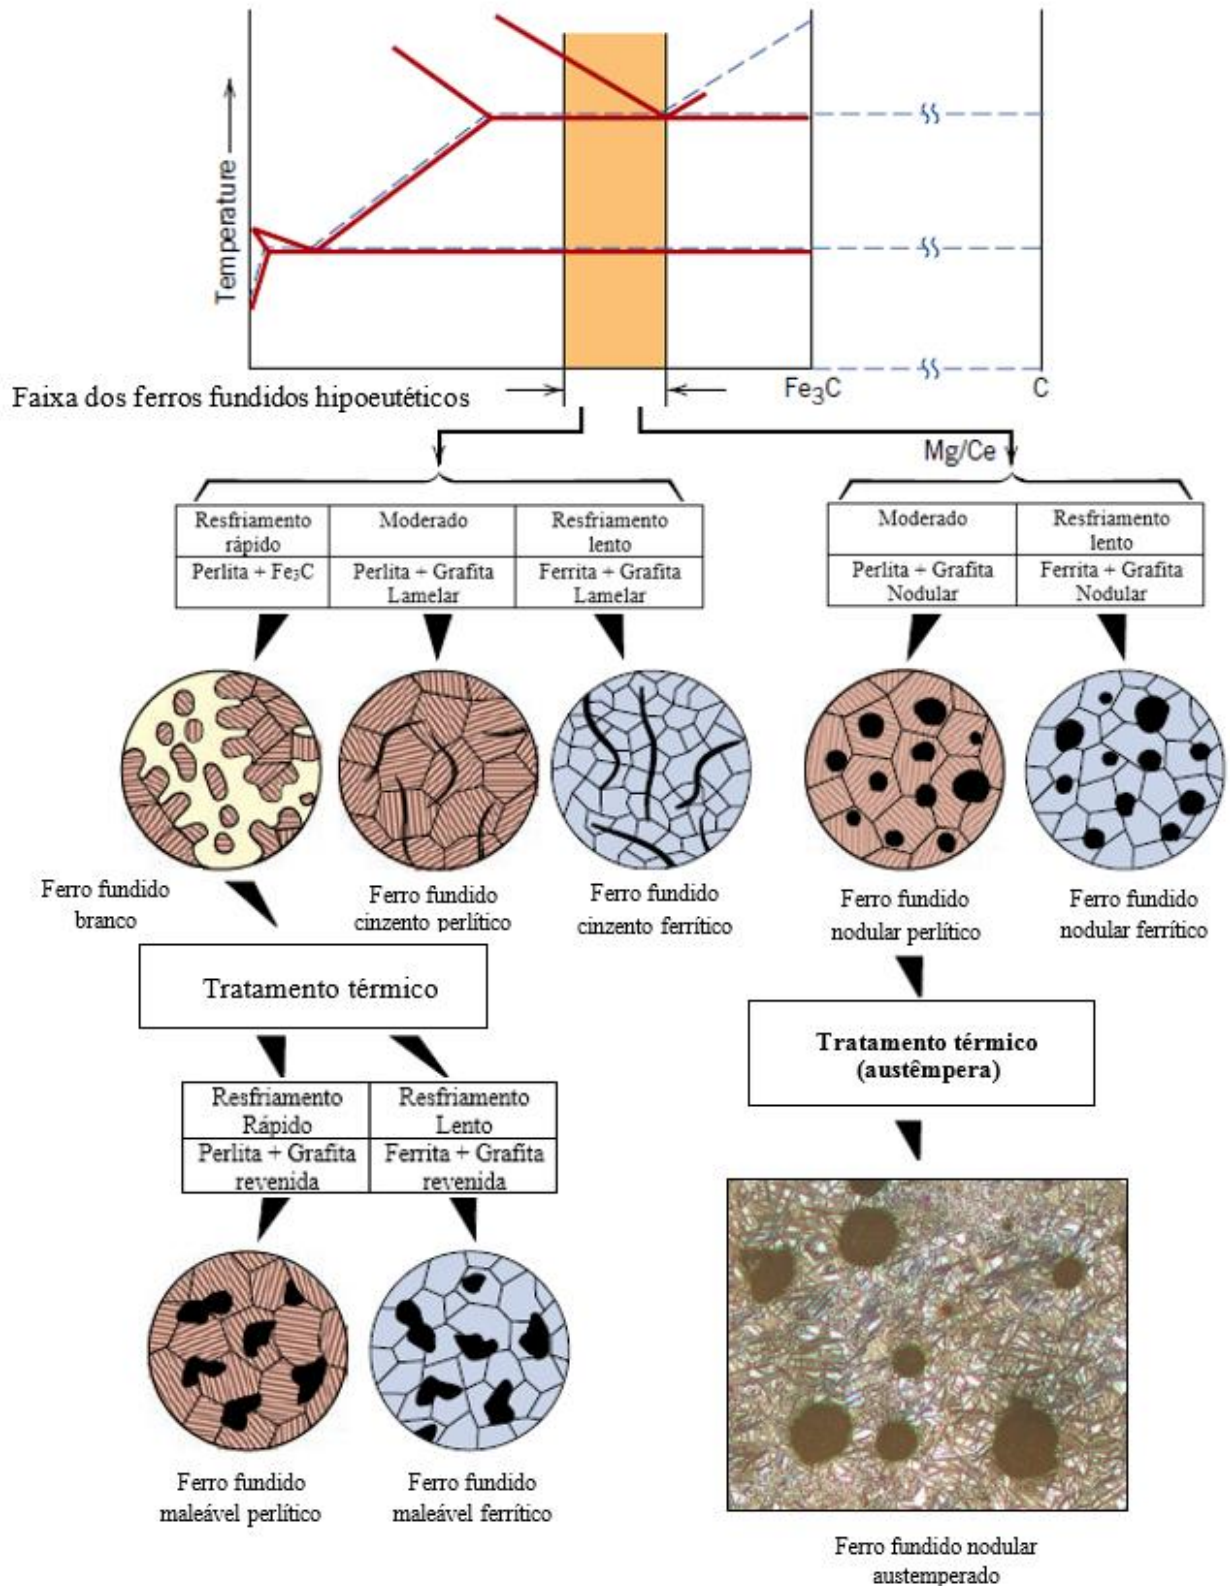 Temperature
Fe3C
C
Faixa dos ferros fundidos hipoeutéticos
Mg/Ce
Resfriamento
rápido
Moderado
Resfriamento
lento
Perlita + Fe3C
Perlita + Grafita
Lamelar
Ferrita + Grafita
Lamelar
Moderado
Resfriamento
lento
Perlita + Grafita
Nodular
Ferrita + Grafita
Nodular
Ferro fundido
branco
Ferro fundido
cinzento perlítico
Ferro fundido
cinzento ferrítico
Ferro fundido
nodular perlítico
Ferro fundido
nodular ferrítico
Tratamento térmico
Tratamento térmico
(austêmpera)
Resfriamento
Rápido
Resfriamento
Lento
Perlita + Grafita
revenida
Ferrita + Grafita
revenida
Ferro fundido
maleável perlítico
Ferro fundido
maleável ferrítico
Ferro fundido nodular
austemperado